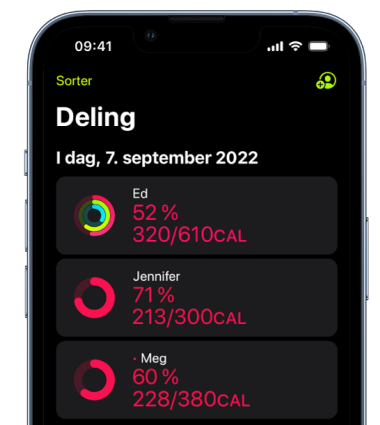 09:41
Sorter
Deling
I dag, 7. september 2022
Ed
52 %
320/610CAL
Jennifer
71 %
213/300CAL
· Meg
60 %
228/380CAL